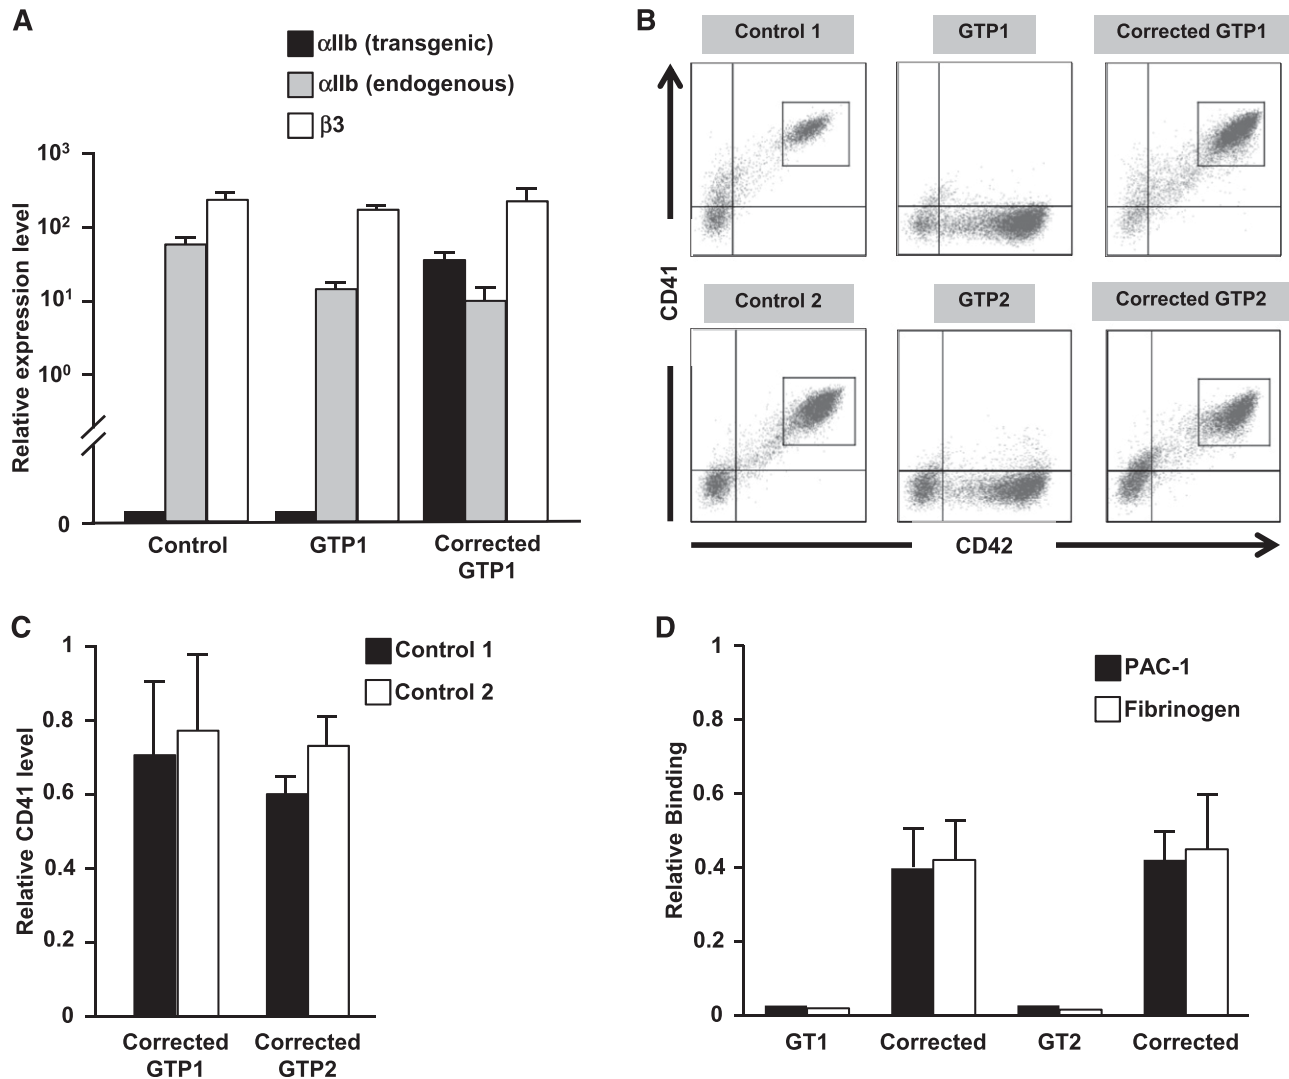 A
αIIb (transgenic)
αIIb (endogenous)
β3
Relative expression level
10³
10²
10¹
10⁰
0
Control
GTP1
Corrected
GTP1
B
Control 1
GTP1
Corrected GTP1
Control 2
GTP2
Corrected GTP2
CD41
CD42
C
Control 1
Control 2
Relative CD41 level
1
0.8
0.6
0.4
0.2
0
Corrected
GTP1
Corrected
GTP2
D
PAC-1
Fibrinogen
Relative Binding
1
0.8
0.6
0.4
0.2
0
GT1
Corrected
GT2
Corrected